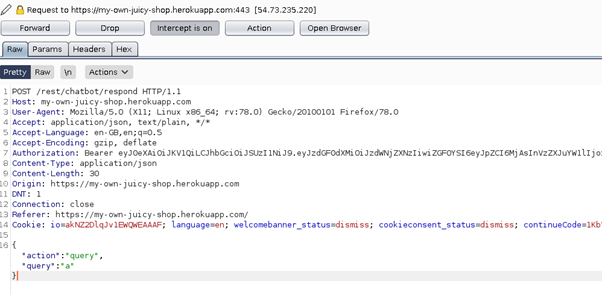 Request to https://my-own-juicy-shop.herokuapp.com:443 [54.73.235.220]
Forward Drop Intercept is on Action Open Browser
Raw Params Headers Hex
Pretty Raw \n Actions
1 POST /rest/chatbot/respond HTTP/1.1
2 Host: my-own-juicy-shop.herokuapp.com
3 User-Agent: Mozilla/5.0 (X11; Linux x86_64; rv:78.0) Gecko/20100101 Firefox/78.0
4 Accept: application/json, text/plain, */*
5 Accept-Language: en-GB,en;q=0.5
6 Accept-Encoding: gzip, deflate
7 Authorization: Bearer
8 Content-Type: application/json
9 Content-Length: 30
10 Origin: https://my-own-juicy-shop.herokuapp.com
11 DNT: 1
12 Connection: close
13 Referer: https://my-own-juicy-shop.herokuapp.com/
14 Cookie: io=akNZ2DlqJv1EWQWEAAAF; language=en; welcomebanner_status=dismiss; cookieconsent_status=dismiss; continueCode=1Kb
15
16 {
"action":"query",
"query":"a"
}